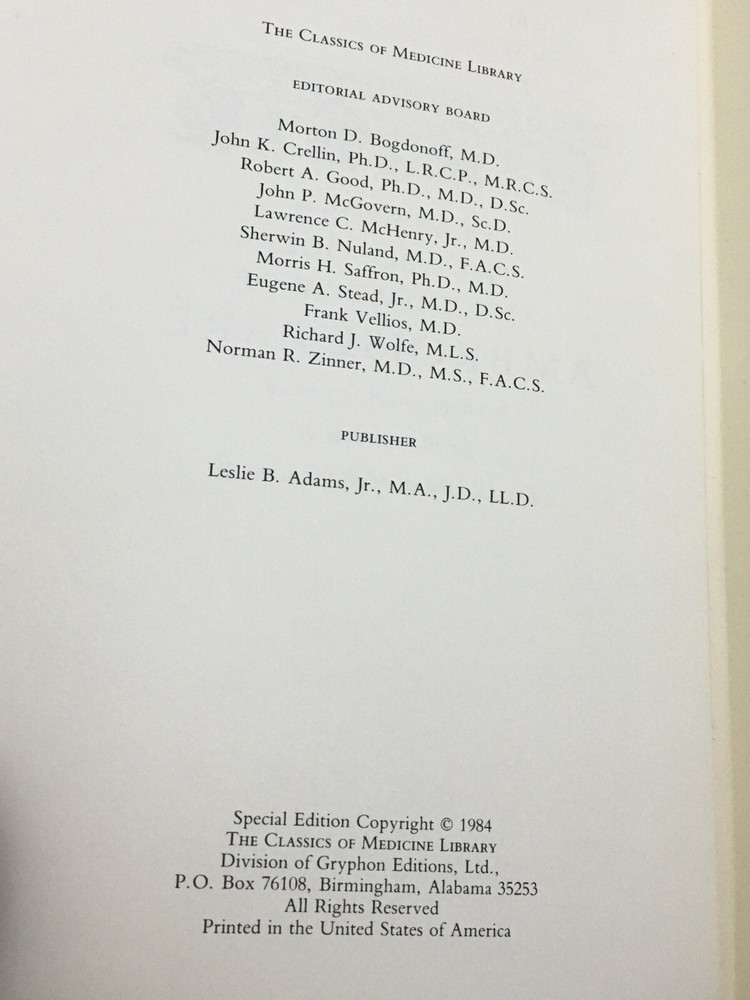 The Classics of Medicine Library
EDITORIAL ADVISORY BOARD
Morton D. Bogdonoff, M.D.
John K. Crellin, Ph.D., L.R.C.P., M.R.C.S.
Robert A. Good, Ph.D., M.D., D.Sc.
John P. McGovern, M.D., Sc.D.
Lawrence C. McHenry, Jr., M.D.
Sherwin B. Nuland, M.D., F.A.C.S.
Morris H. Saffron, Ph.D., M.D.
Eugene A. Stead, Jr., M.D., D.Sc.
Frank Vellios, M.D.
Richard J. Wolfe, M.L.S.
Norman R. Zinner, M.D., M.S., F.A.C.S.
PUBLISHER
Leslie B. Adams, Jr., M.A., J.D., LL.D.
Special Edition Copyright © 1984
The Classics of Medicine Library
Division of Gryphon Editions, Ltd.,
P.O. Box 76108, Birmingham, Alabama 35253
All Rights Reserved
Printed in the United States of America